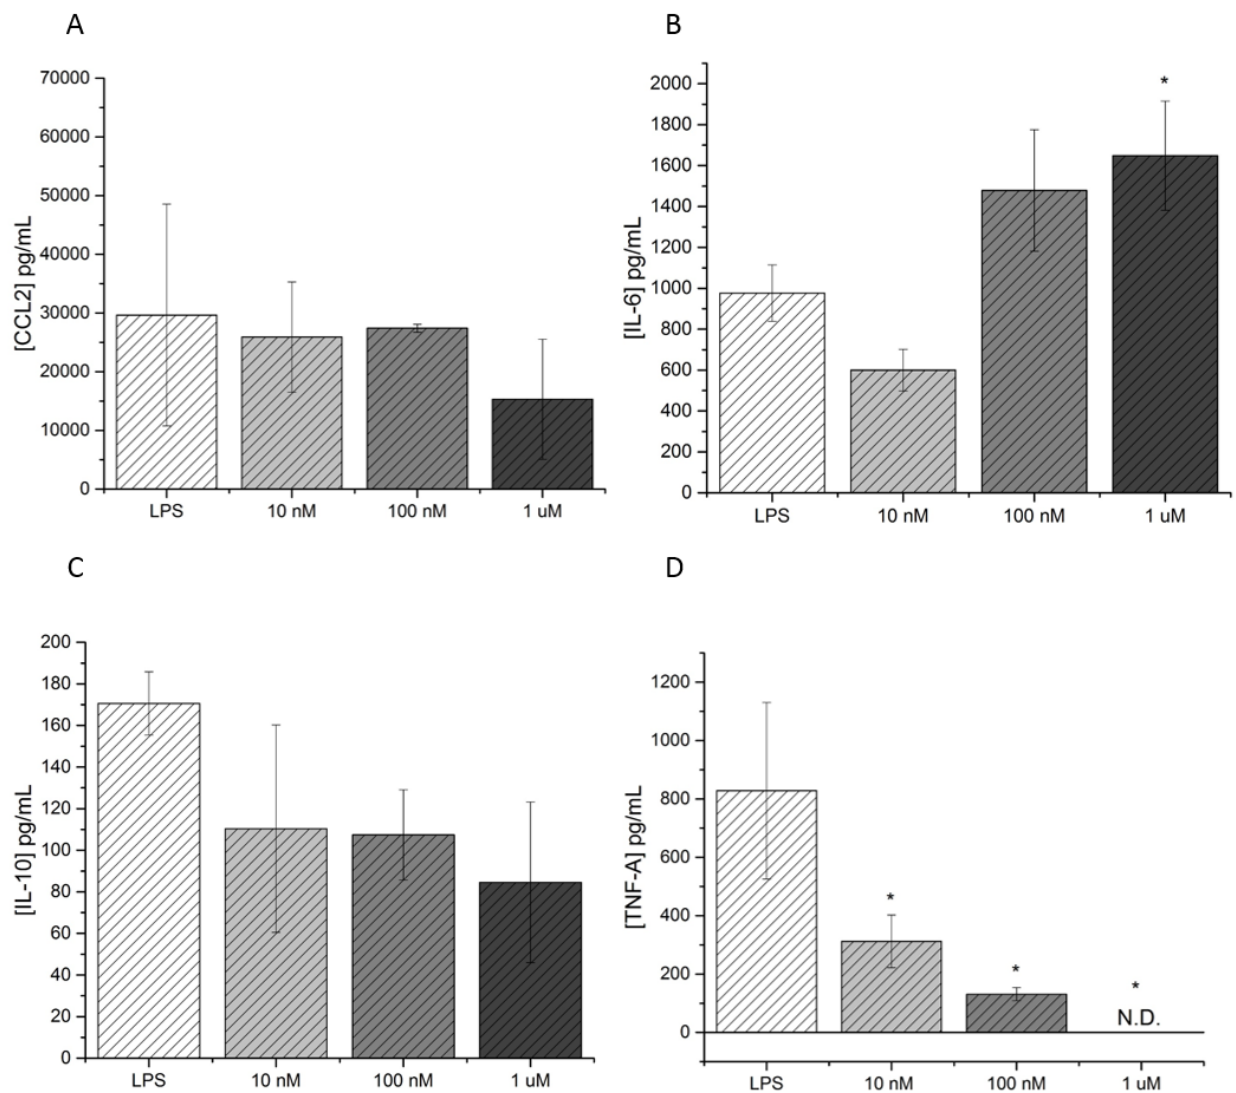 A
[CCL2] pg/mL
70000
60000
50000
40000
30000
20000
10000
0
LPS 10 nM 100 nM 1 uM
B
[IL-6] pg/mL
2000
1800
1600
1400
1200
1000
800
600
400
200
0
*
LPS 10 nM 100 nM 1 uM
C
[IL-10] pg/mL
200
180
160
140
120
100
80
60
40
20
0
LPS 10 nM 100 nM 1 uM
D
[TNF-A] pg/mL
1200
1000
800
600
400
200
0
* * *
N.D.
LPS 10 nM 100 nM 1 uM